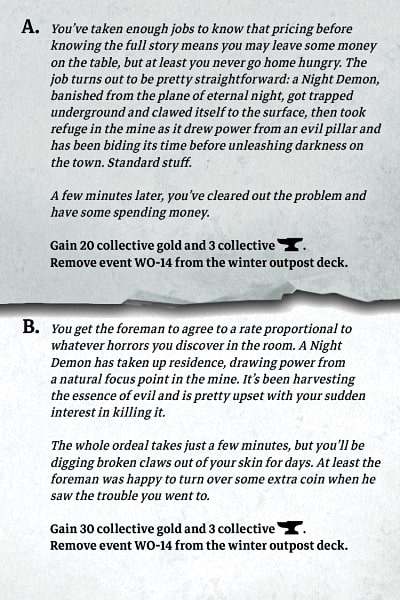 A. You've taken enough jobs to know that pricing before
knowing the full story means you may leave some money
on the table, but at least you never go home hungry. The
job turns out to be pretty straightforward: a Night Demon,
banished from the plane of eternal night, got trapped
underground and clawed itself to the surface, then took
refuge in the mine as it drew power from an evil pillar and
has been biding its time before unleashing darkness on
the town. Standard stuff.
A few minutes later, you've cleared out the problem and
have some spending money.
Gain 20 collective gold and 3 collective .
Remove event WO-14 from the winter outpost deck.
B. You get the foreman to agree to a rate proportional to
whatever horrors you discover in the room. A Night
Demon has taken up residence, drawing power from
a natural focus point in the mine. It's been harvesting
the essence of evil and is pretty upset with your sudden
interest in killing it.
The whole ordeal takes just a few minutes, but you'll be
digging broken claws out of your skin for days. At least the
foreman was happy to turn over some extra coin when he
saw the trouble you went to.
Gain 30 collective gold and 3 collective .
Remove event WO-14 from the winter outpost deck.